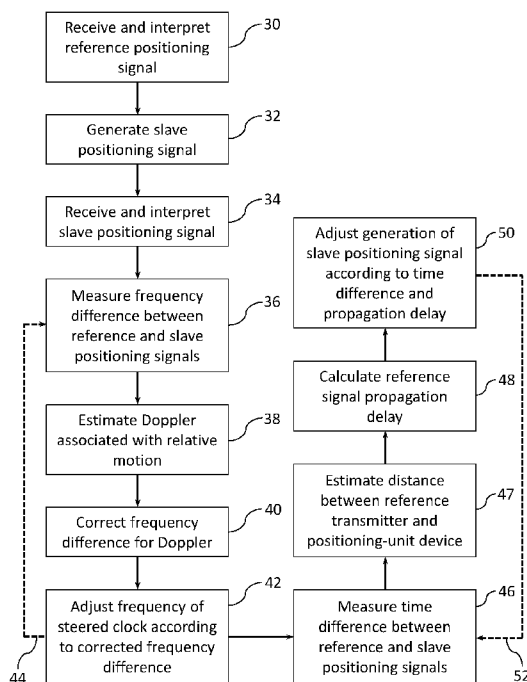 Receive and interpret
reference positioning
signal
30
Generate slave
positioning signal
32
Receive and interpret
slave positioning signal
34
Measure frequency
difference between
reference and slave
positioning signals
36
Estimate Doppler
associated with relative
motion
38
Correct frequency
difference for Doppler
40
Adjust frequency of
steered clock according
to corrected frequency
difference
42
44
Measure time
difference between
reference and slave
positioning signals
46
Estimate distance
between reference
transmitter and
positioning-unit device
47
Calculate reference
signal propagation
delay
48
Adjust generation of
slave positioning signal
according to time
difference and
propagation delay
50
52